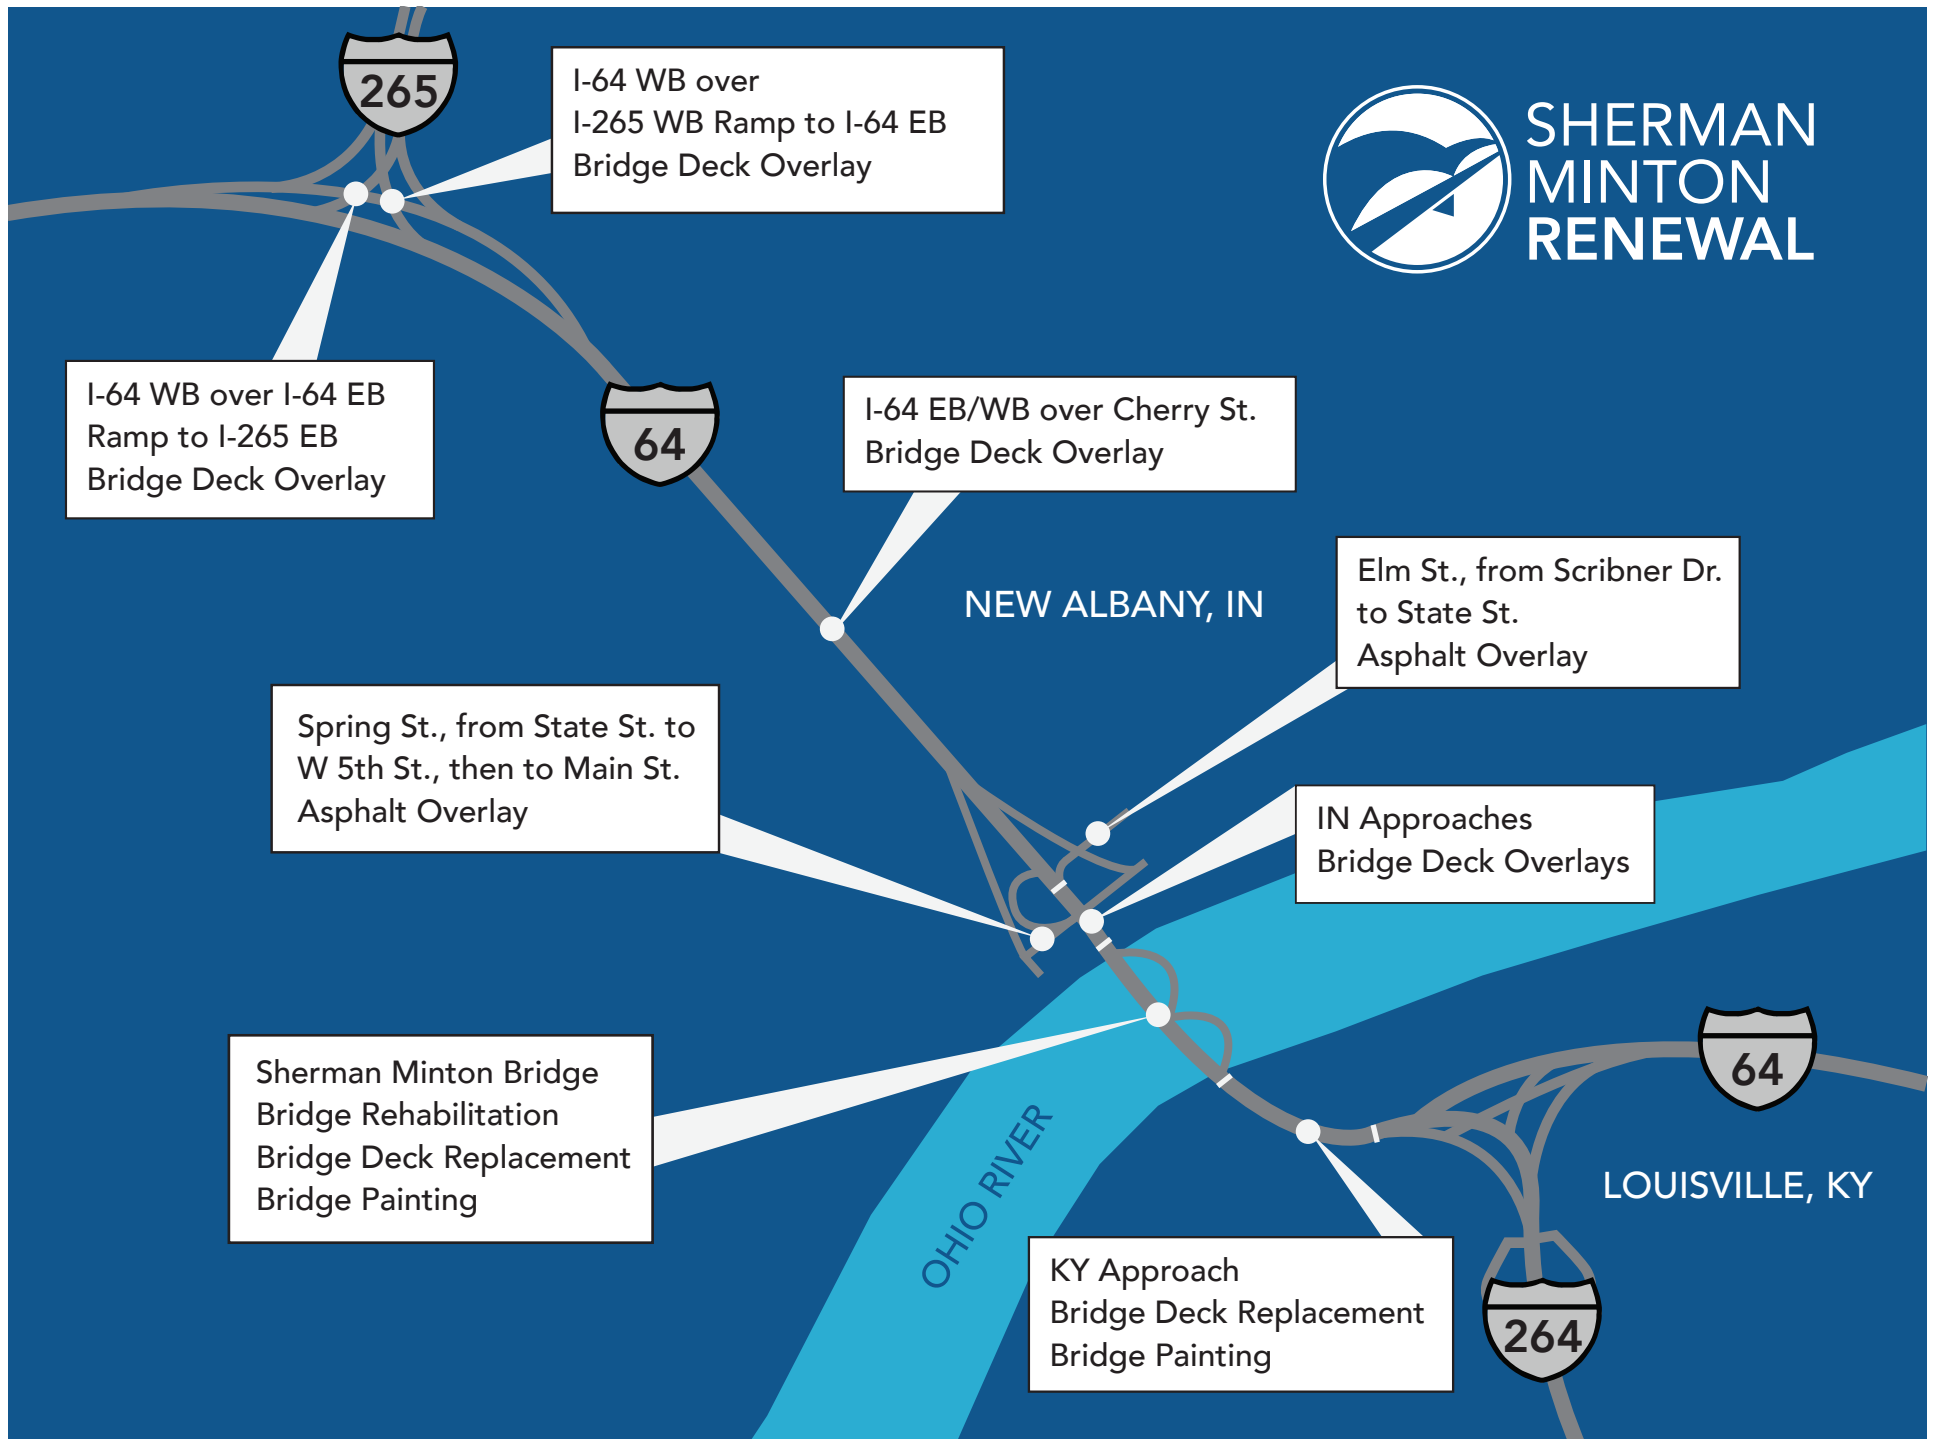 265
I-64 WB over
I-265 WB Ramp to I-64 EB
Bridge Deck Overlay
SHERMAN
MINTON
RENEWAL
I-64 WB over I-64 EB
Ramp to I-265 EB
Bridge Deck Overlay
64
I-64 EB/WB over Cherry St.
Bridge Deck Overlay
NEW ALBANY, IN
Elm St., from Scribner Dr.
to State St.
Asphalt Overlay
Spring St., from State St. to
W 5th St., then to Main St.
Asphalt Overlay
IN Approaches
Bridge Deck Overlays
Sherman Minton Bridge
Bridge Rehabilitation
Bridge Deck Replacement
Bridge Painting
OHIO RIVER
64
LOUISVILLE, KY
KY Approach
Bridge Deck Replacement
Bridge Painting
264